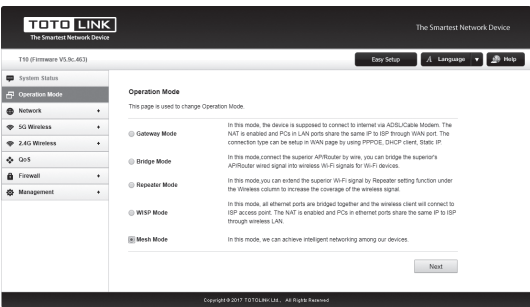 TOTO LINK
The Smartest Network Device
The Smartest Network Device
T10 (Firmware V5.9c.463)
Easy Setup
Language
Help
System Status
Operation Mode
Network +
5G Wireless +
2.4G Wireless +
QoS
Firewall +
Management +
Operation Mode
This page is used to change Operation Mode.
Gateway Mode
In this mode, the device is supposed to connect to internet via ADSL/Cable Modem. The
NAT is enabled and PCs in LAN ports share the same IP to ISP through WAN port. The
connection type can be setup in WAN page by using PPPOE, DHCP client, Static IP.
Bridge Mode
In this mode,connect the superior AP/Router by wire, you can bridge the superior's
AP/Router wired signal into wireless Wi-Fi signals for Wi-Fi devices.
Repeater Mode
In this mode,you can extend the superior Wi-Fi signal by Repeater setting function under
the Wireless column to increase the coverage of the wireless signal.
WISP Mode
In this mode, all ethernet ports are bridged together and the wireless client will connect to
ISP access point. The NAT is enabled and PCs in ethernet ports share the same IP to ISP
through wireless LAN.
Mesh Mode
In this mode, we can achieve intelligent networking among our devices.
Next
Copyright © 2017 TOTOLINK Ltd., All Rights Reserved